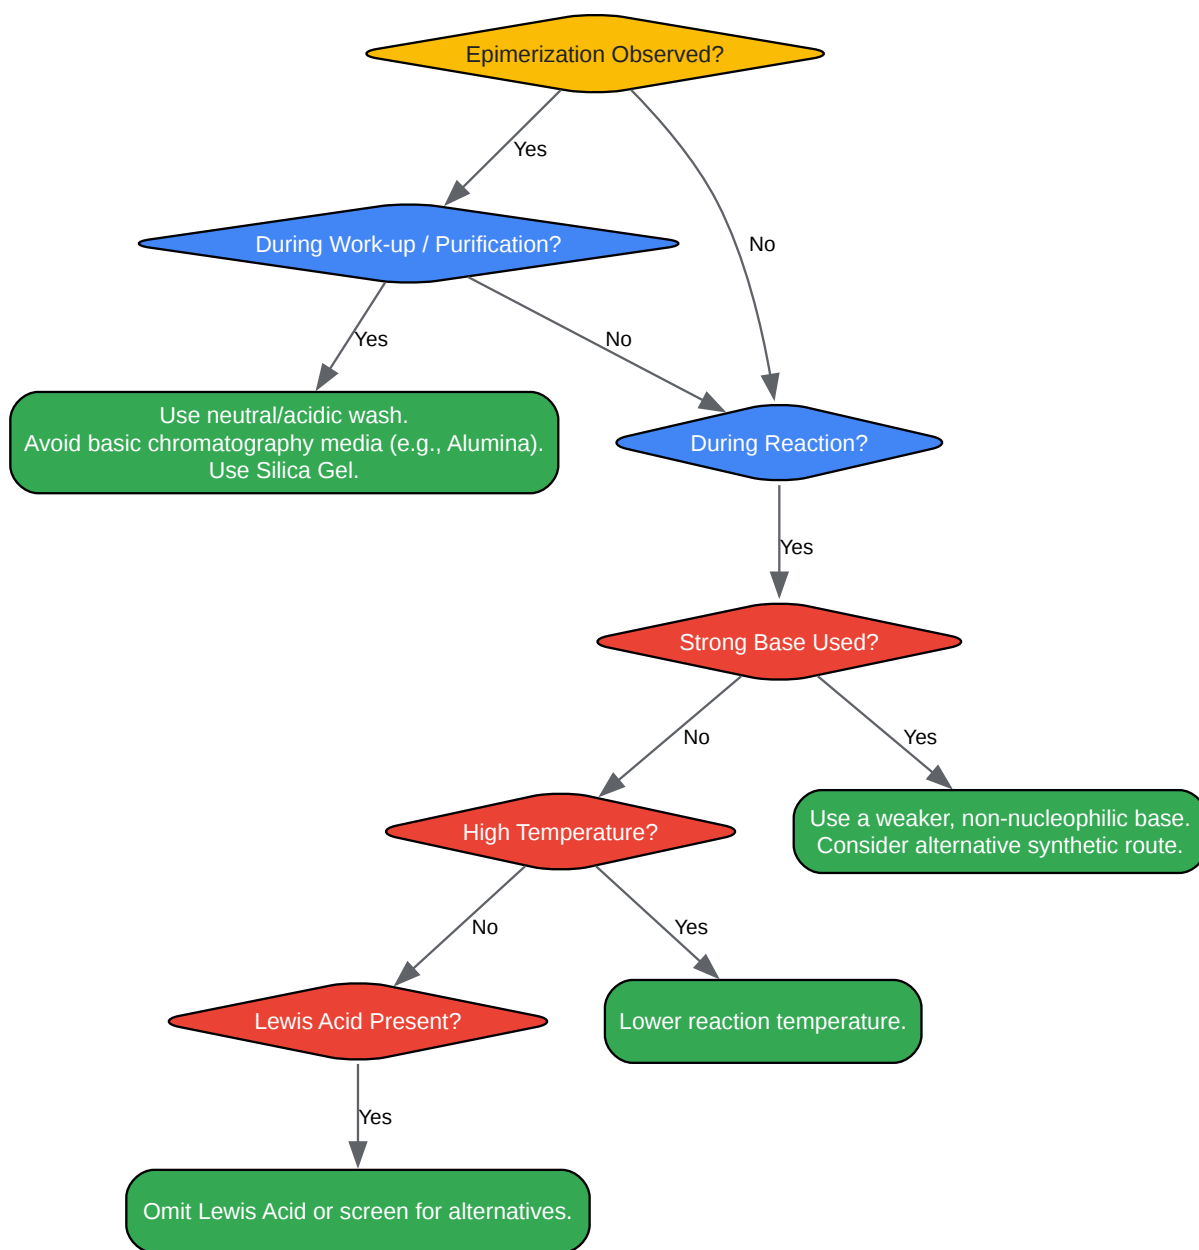 Epimerization Observed?
Yes
During Work-up / Purification?
No
Yes
No
Use neutral/acidic wash.
Avoid basic chromatography media (e.g., Alumina).
Use Silica Gel.
During Reaction?
Yes
Strong Base Used?
No
Yes
High Temperature?
Use a weaker, non-nucleophilic base.
Consider alternative synthetic route.
No
Yes
Lewis Acid Present?
Lower reaction temperature.
Yes
Omit Lewis Acid or screen for alternatives.